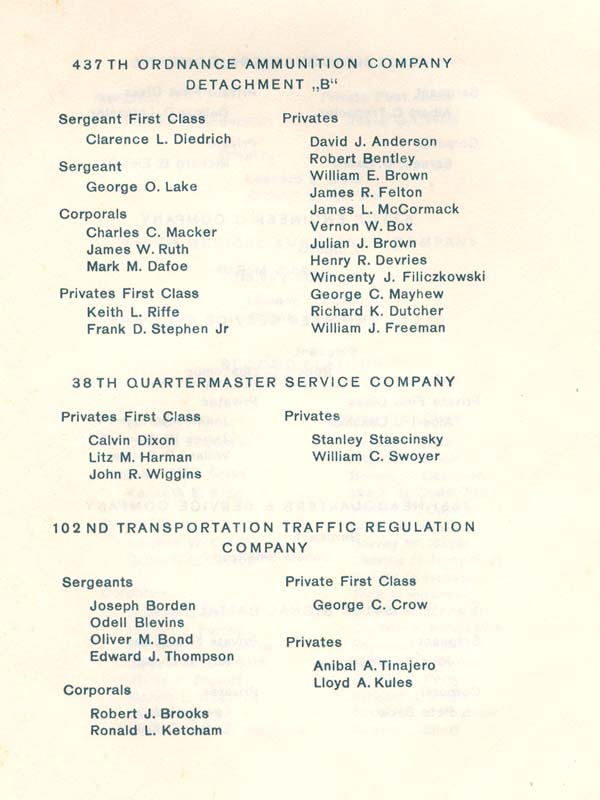 437TH ORDNANCE AMMUNITION COMPANY
DETACHMENT „B“
Sergeant First Class
Clarence L. Diedrich
Sergeant
George O. Lake
Corporals
Charles C. Macker
James W. Ruth
Mark M. Dafoe
Privates First Class
Keith L. Riffe
Frank D. Stephen Jr
Privates
David J. Anderson
Robert Bentley
William E. Brown
James R. Felton
James L. McCormack
Vernon W. Box
Julian J. Brown
Henry R. Devries
Wincenty J. Filiczkowski
George C. Mayhew
Richard K. Dutcher
William J. Freeman
38TH QUARTERMASTER SERVICE COMPANY
Privates First Class
Calvin Dixon
Litz M. Harman
John R. Wiggins
Privates
Stanley Stascinsky
William C. Swoyer
102ND TRANSPORTATION TRAFFIC REGULATION
COMPANY
Sergeants
Joseph Borden
Odell Blevins
Oliver M. Bond
Edward J. Thompson
Corporals
Robert J. Brooks
Ronald L. Ketcham
Private First Class
George C. Crow
Privates
Anibal A. Tinajero
Lloyd A. Kules